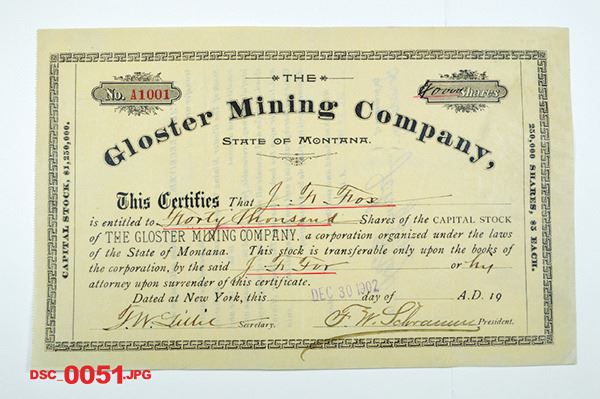 THE
No. A1001
40000 Shares
Gloster Mining Company,
STATE OF MONTANA.
CAPITAL STOCK, $1,250,000.
250,000 SHARES, $5 EACH.
This Certifies That J. H. Fox
is entitled to Forty Thousand Shares of the CAPITAL STOCK
of THE GLOSTER MINING COMPANY, a corporation organized under the laws
of the State of Montana. This stock is transferable only upon the books of
the corporation, by the said J. H. Fox or by
attorney upon surrender of this certificate.
Dated at New York, this DEC 30 1902 day of A.D. 19
Secretary. F. W. President.
DSC_0051.JPG